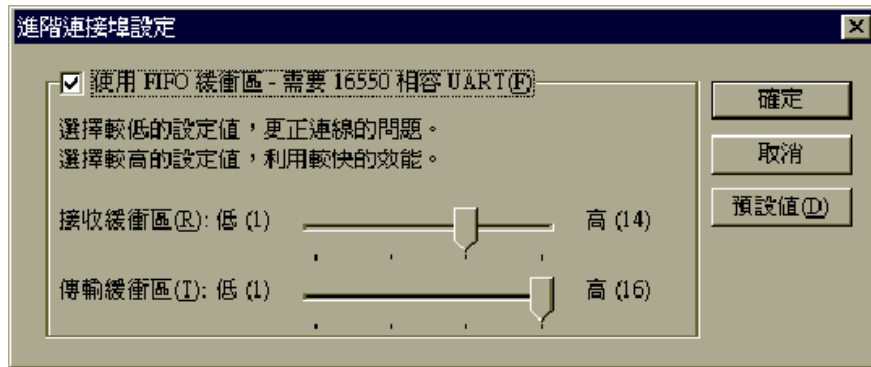 進階連接埠設定
使用 FIFO 緩衝區 - 需要 16550 相容 UART(F)
選擇較低的設定值，更正連線的問題。
選擇較高的設定值，利用較快的效能。
接收緩衝區(R): 低 (1) 高 (14)
傳輸緩衝區(T): 低 (1) 高 (16)
確定
取消
預設值(D)